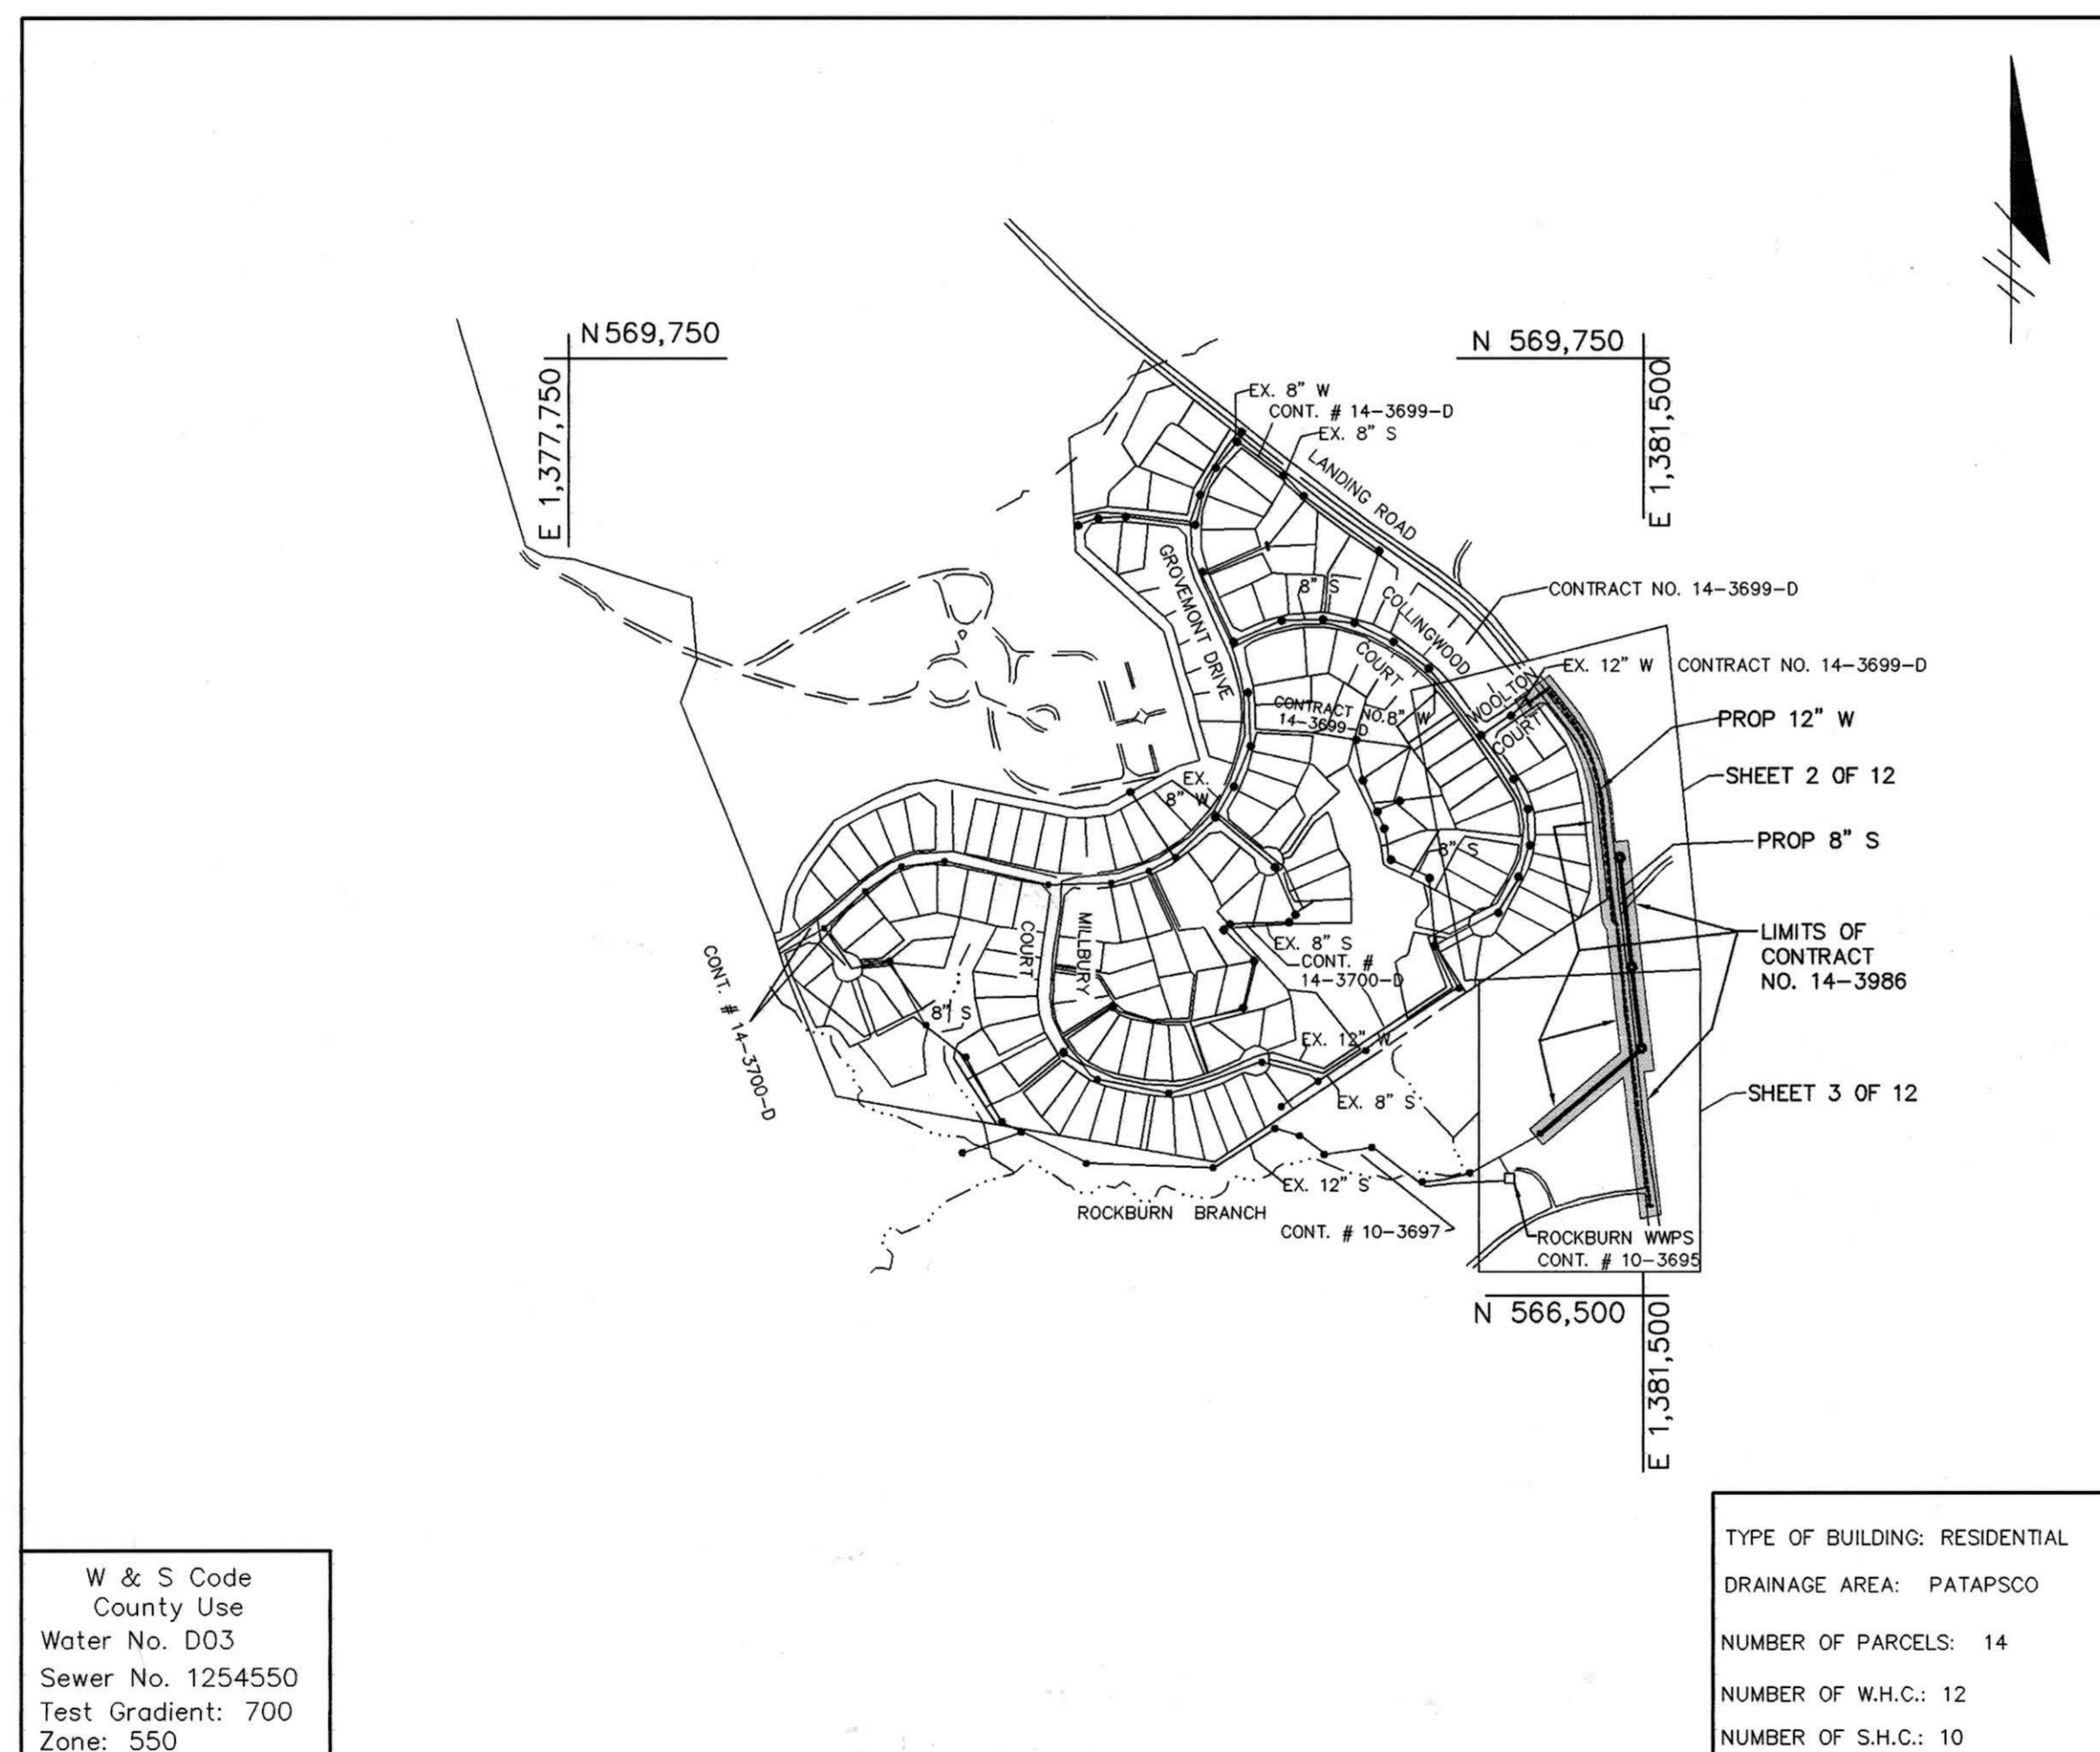 N 569,750
E 1,377,750
N 569,750
E 1,381,500
EX. 8" W
CONT. # 14-3699-D
EX. 8" S
LANDING ROAD
GROVEMONT DRIVE
8" S
COLLINGWOOD
COURT
CONTRACT NO. 14-3699-D
EX. 12" W CONTRACT NO. 14-3699-D
WOOLTON
COURT
CONTRACT NO.
14-3699-D
8" W
PROP 12" W
SHEET 2 OF 12
EX.
8" W
8" S
PROP 8" S
LIMITS OF
CONTRACT
NO. 14-3986
MILLBURY
COURT
EX. 8" S
CONT. #
14-3700-D
CONT. # 14-3700-D
8" S
EX. 12" W
EX. 8" S
SHEET 3 OF 12
EX. 12" S
ROCKBURN BRANCH
CONT. # 10-3697
ROCKBURN WWPS
CONT. # 10-3695
N 566,500
E 1,381,500
W & S Code
County Use
Water No. D03
Sewer No. 1254550
Test Gradient: 700
Zone: 550
TYPE OF BUILDING: RESIDENTIAL
DRAINAGE AREA: PATAPSCO
NUMBER OF PARCELS: 14
NUMBER OF W.H.C.: 12
NUMBER OF S.H.C.: 10